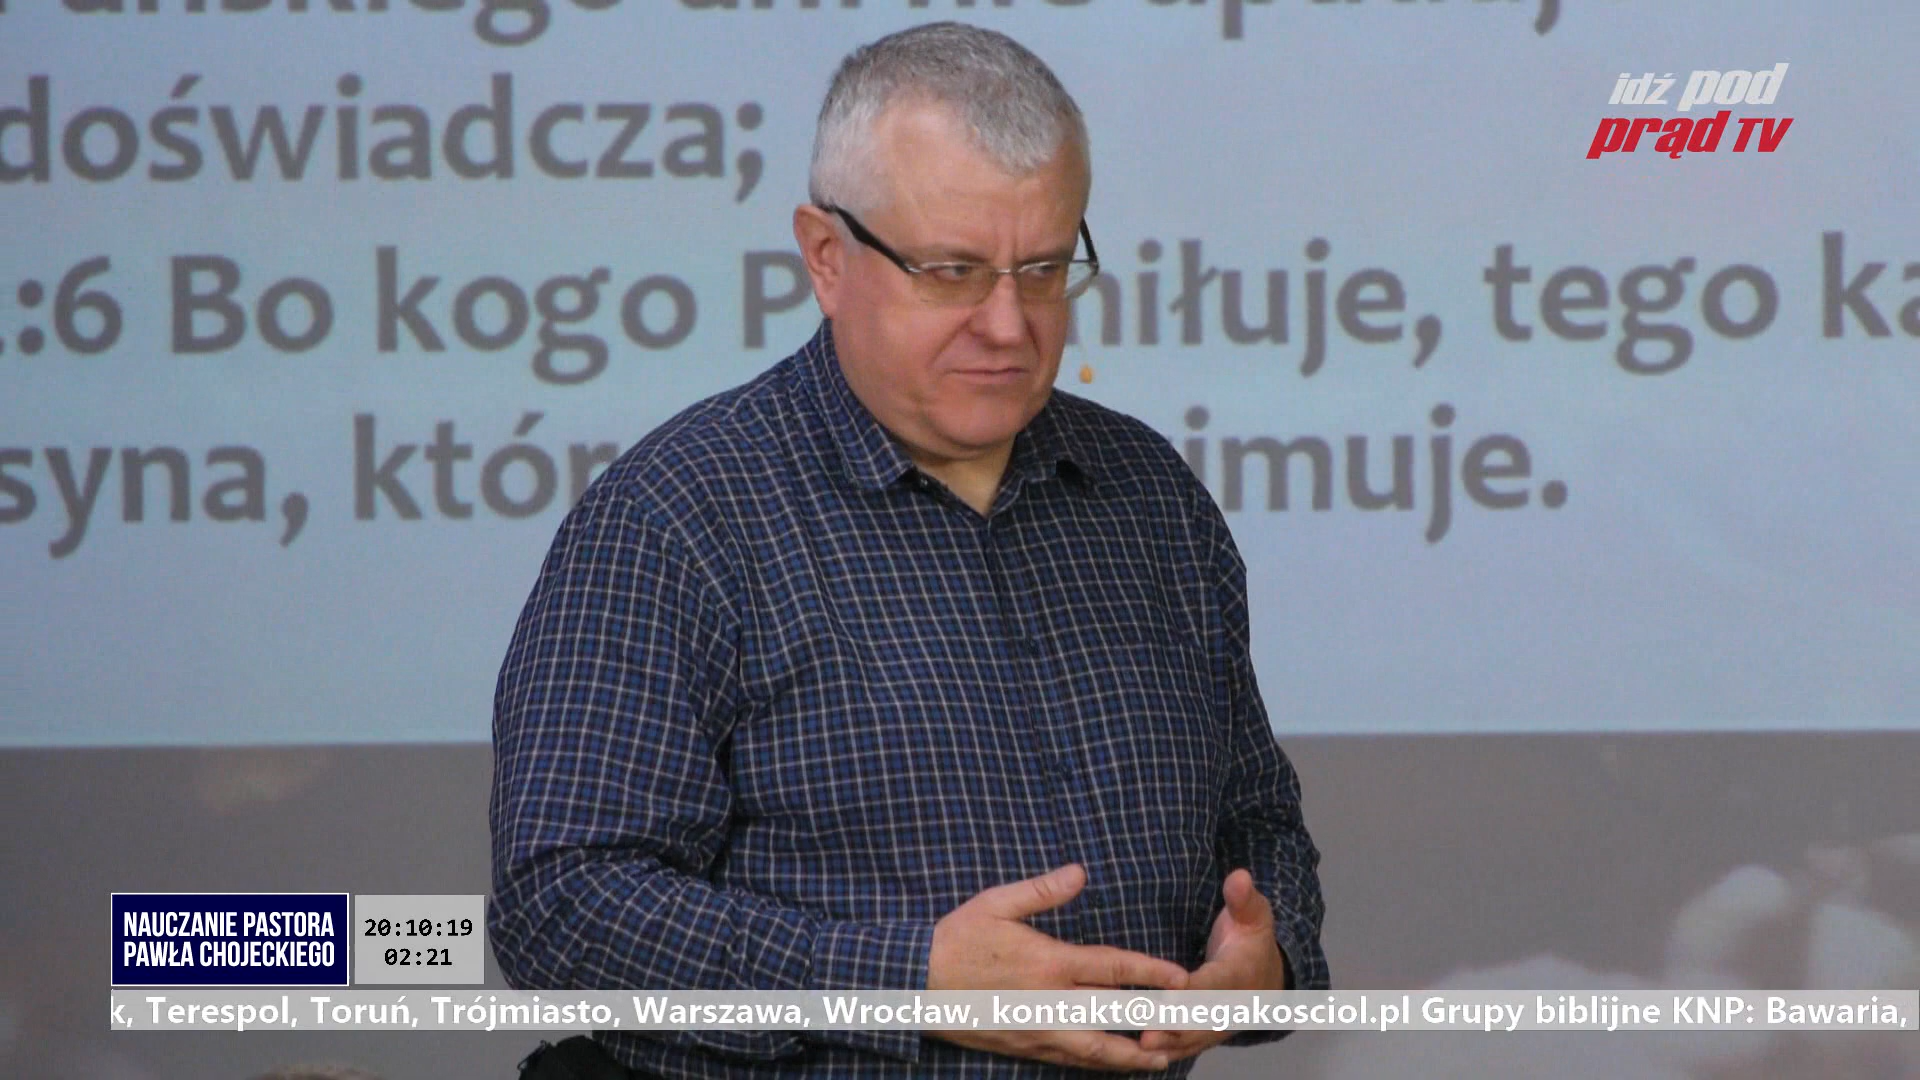 doświadcza;
:6 Bo kogo P miłuje, tego ka
syna, któr jmuje.
idź pod
prąd TV
NAUCZANIE PASTORA
PAWŁA CHOJECKIEGO
20:10:19
02:21
k, Terespol, Toruń, Trójmiasto, Warszawa, Wrocław, kontakt@megakosciol.pl Grupy biblijne KNP: Bawaria,